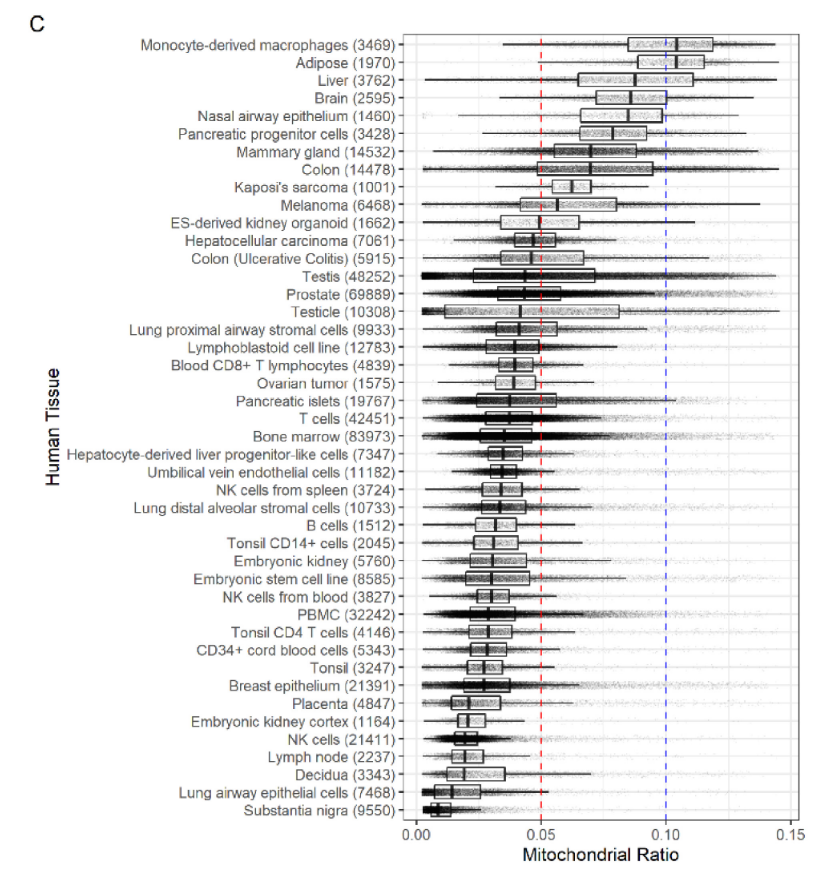 C
Monocyte-derived macrophages (3469)
Adipose (1970)
Liver (3762)
Brain (2595)
Nasal airway epithelium (1460)
Pancreatic progenitor cells (3428)
Mammary gland (14532)
Colon (14478)
Kaposi's sarcoma (1001)
Melanoma (6468)
ES-derived kidney organoid (1662)
Hepatocellular carcinoma (7061)
Colon (Ulcerative Colitis) (5915)
Testis (48252)
Prostate (69889)
Testicle (10308)
Lung proximal airway stromal cells (9933)
Lymphoblastoid cell line (12783)
Blood CD8+ T lymphocytes (4839)
Ovarian tumor (1575)
Pancreatic islets (19767)
T cells (42451)
Bone marrow (83973)
Hepatocyte-derived liver progenitor-like cells (7347)
Umbilical vein endothelial cells (11182)
NK cells from spleen (3724)
Lung distal alveolar stromal cells (10733)
B cells (1512)
Tonsil CD14+ cells (2045)
Embryonic kidney (5760)
Embryonic stem cell line (8585)
NK cells from blood (3827)
PBMC (32242)
Tonsil CD4 T cells (4146)
CD34+ cord blood cells (5343)
Tonsil (3247)
Breast epithelium (21391)
Placenta (4847)
Embryonic kidney cortex (1164)
NK cells (21411)
Lymph node (2237)
Decidua (3343)
Lung airway epithelial cells (7468)
Substantia nigra (9550)
Human Tissue
0.00 0.05 0.10 0.15
Mitochondrial Ratio